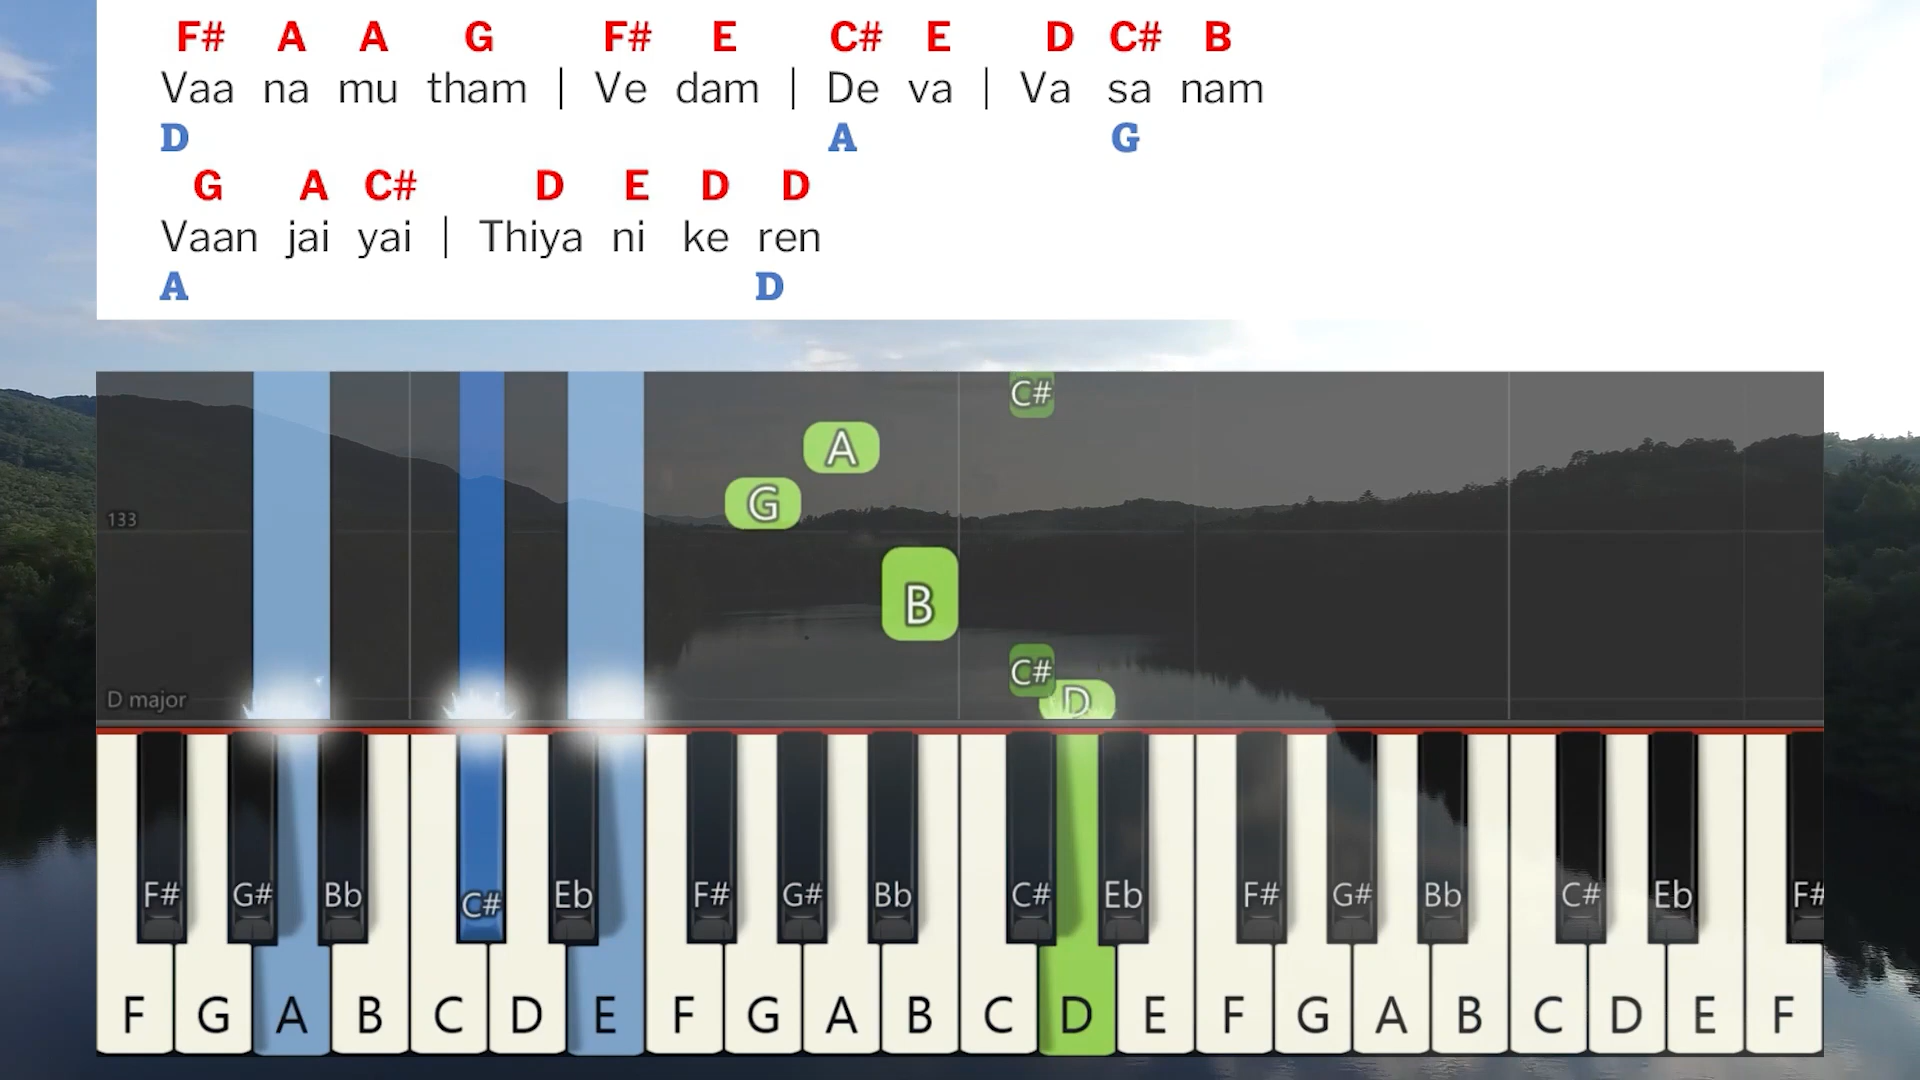 F# A A G F# E C# E D C# B
Vaa na mu tham | Ve dam | De va | Va sa nam
D A G
G A C# D E D D
Vaan jai yai | Thiya ni ke ren
A D
C#
A
G
133
B
C#
D major D
F# G# Bb C# Eb F# G# Bb C# Eb F# G# Bb C# Eb F#
F G A B C D E F G A B C D E F G A B C D E F